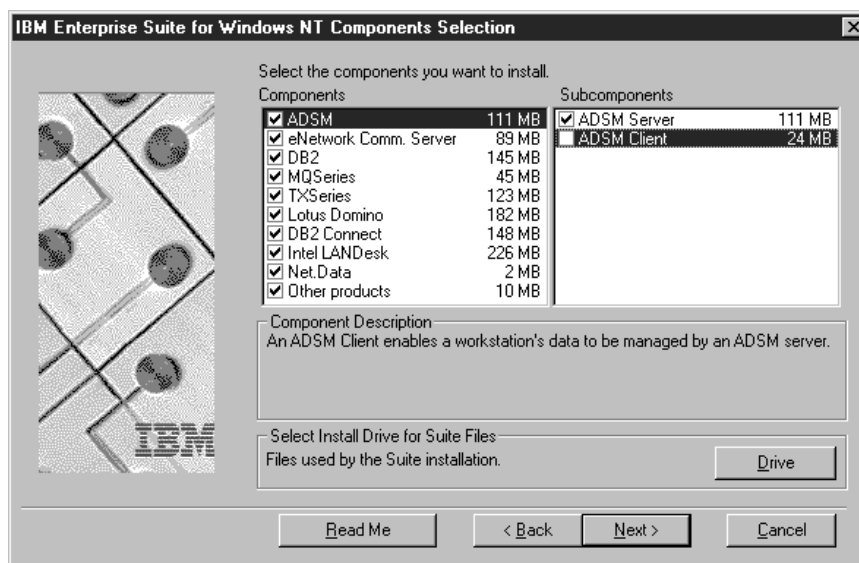 IBM Enterprise Suite for Windows NT Components Selection
Select the components you want to install.
Components
Subcomponents
ADSM 111 MB
eNetwork Comm. Server 89 MB
DB2 145 MB
MQSeries 45 MB
TXSeries 123 MB
Lotus Domino 182 MB
DB2 Connect 148 MB
Intel LANDesk 226 MB
Net.Data 2 MB
Other products 10 MB
ADSM Server 111 MB
ADSM Client 24 MB
Component Description
An ADSM Client enables a workstation's data to be managed by an ADSM server.
IBM
Select Install Drive for Suite Files
Files used by the Suite installation.
Drive
Read Me
< Back
Next >
Cancel